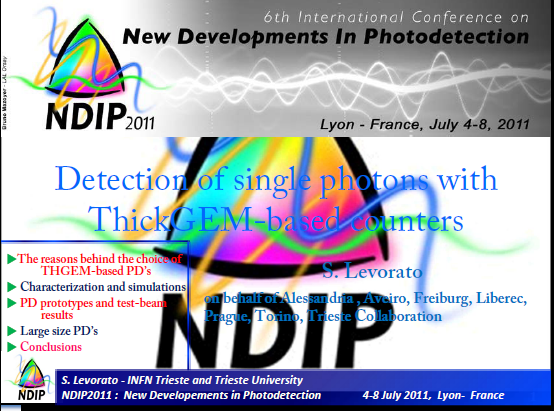 6th International Conference on
New Developments In Photodetection
Bruno Mazoyer - LAL Orsay
NDIP2011
Lyon - France, July 4-8, 2011
Detection of single photons with
ThickGEM-based counters
S. Levorato
on behalf of Alessandria , Aveiro, Freiburg, Liberec,
Prague, Torino, Trieste Collaboration
The reasons behind the choice of
THGEM-based PD's
Characterization and simulations
PD prototypes and test-beam
results
Large size PD's
Conclusions
NDIP
NDIP
S. Levorato - INFN Trieste and Trieste University
NDIP2011 : New Developements in Photodetection 4-8 July 2011, Lyon- France